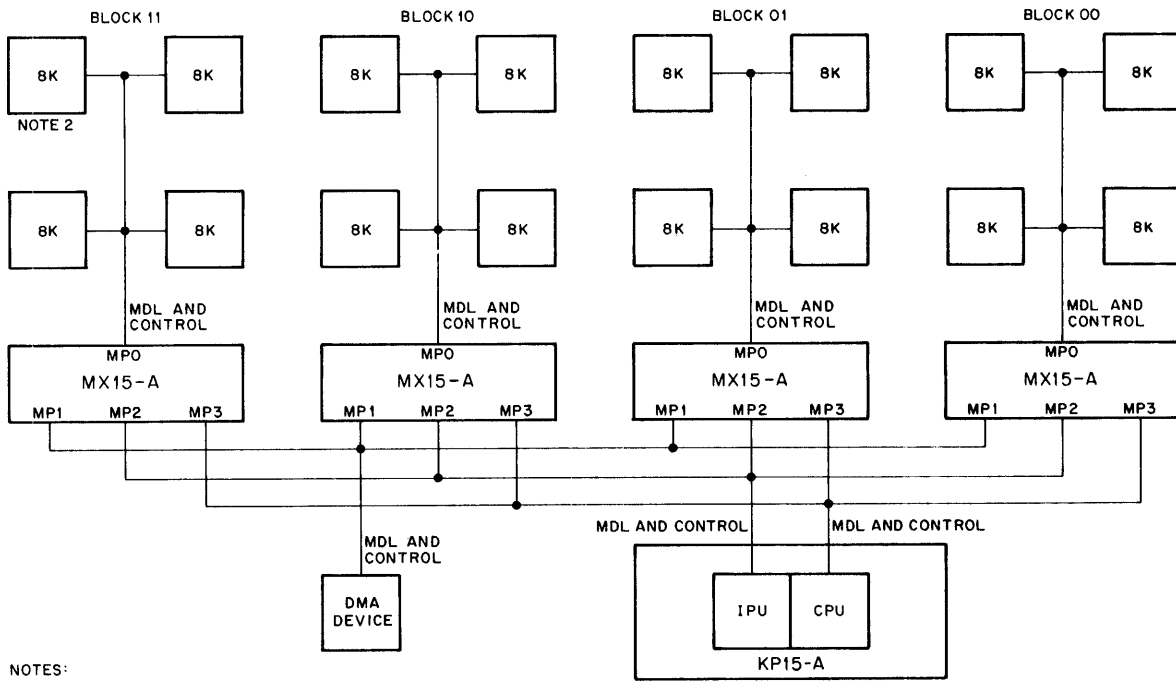 BLOCK 11 BLOCK 10 BLOCK 01 BLOCK 00
8K 8K 8K 8K 8K 8K 8K 8K
NOTE 2
8K 8K 8K 8K 8K 8K 8K 8K
MDL AND CONTROL
MDL AND CONTROL
MDL AND CONTROL
MDL AND CONTROL
MPO MPO MPO MPO
MX15-A MX15-A MX15-A MX15-A
MP1 MP2 MP3 MP1 MP2 MP3 MP1 MP2 MP3 MP1 MP2 MP3
MDL AND CONTROL MDL AND CONTROL
MDL AND
CONTROL
DMA
DEVICE
IPU CPU
KP15-A
NOTES: